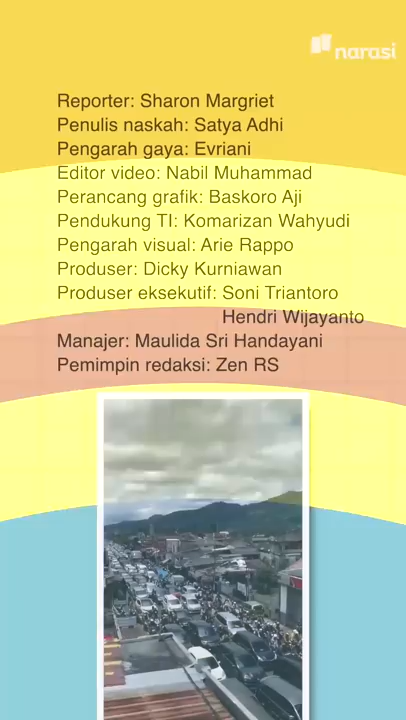 narasi
Reporter: Sharon Margriet
Penulis naskah: Satya Adhi
Pengarah gaya: Evriani
Editor video: Nabil Muhammad
Perancang grafik: Baskoro Aji
Pendukung TI: Komarizan Wahyudi
Pengarah visual: Arie Rappo
Produser: Dicky Kurniawan
Produser eksekutif: Soni Triantoro
Hendri Wijayanto
Manajer: Maulida Sri Handayani
Pemimpin redaksi: Zen RS